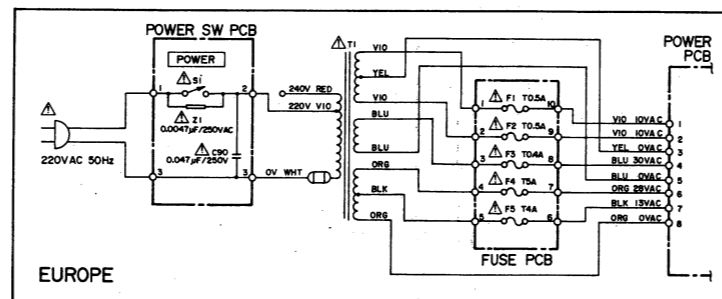 POWER SW PCB
POWER
S1
1
2
Z1
0.0047µF/250VAC
C90
0.047µF/250V
3
3
220VAC 50Hz
240V RED
220V VIO
0V WHT
T1
VIO
YEL
VIO
BLU
BLU
ORG
BLK
ORG
1 F1 T0.5A 10
2 F2 T0.5A 9
3 F3 T0.4A 8
4 F4 T5A 7
5 F5 T4A 6
FUSE PCB
POWER
PCB
VIO 10VAC 1
VIO 10VAC 2
YEL 0VAC 3
BLU 30VAC 4
BLU 0VAC 5
ORG 28VAC 6
BLK 13VAC 7
ORG 0VAC 8
EUROPE